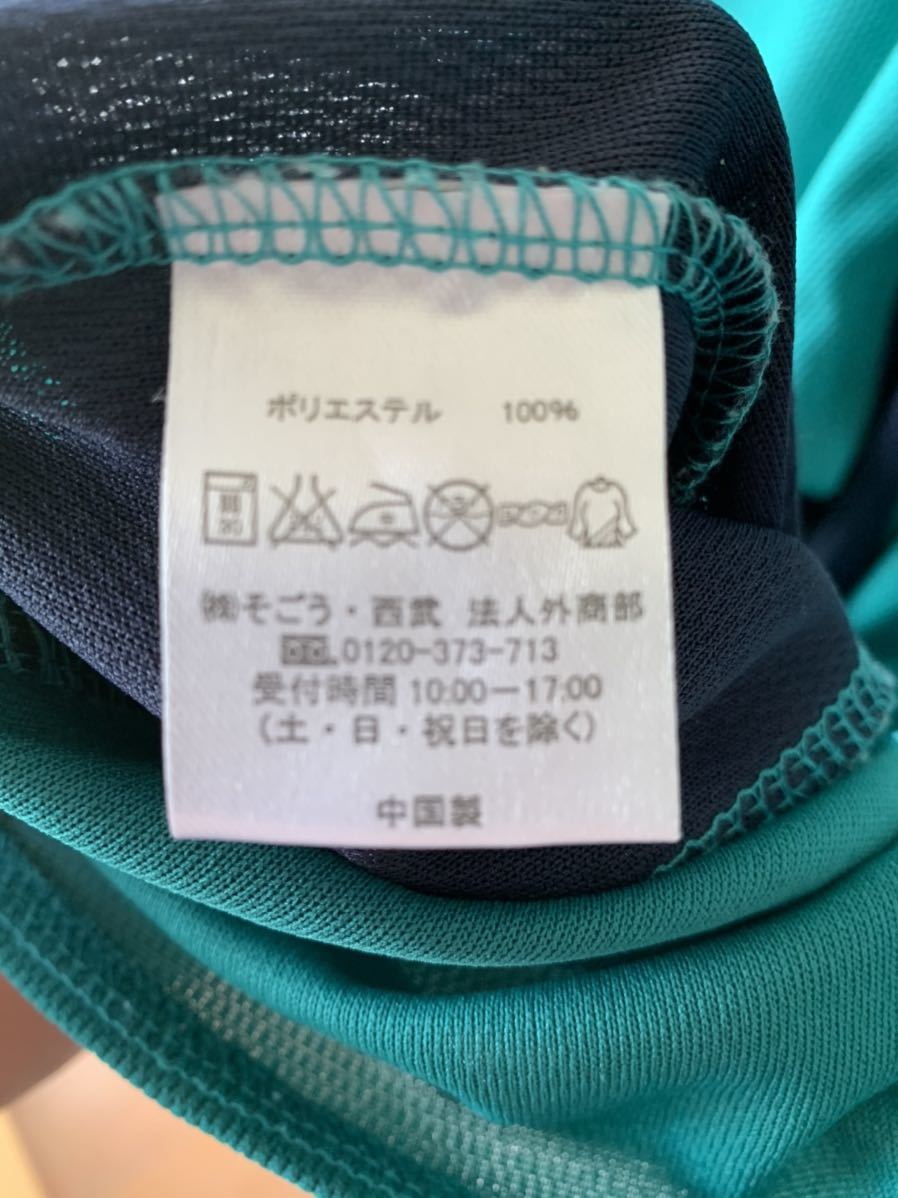 ポリエステル 100%
㈱そごう・西武 法人外商部
0120-373-713
受付時間 10:00ー17:00
(土・日・祝日を除く)
中国製